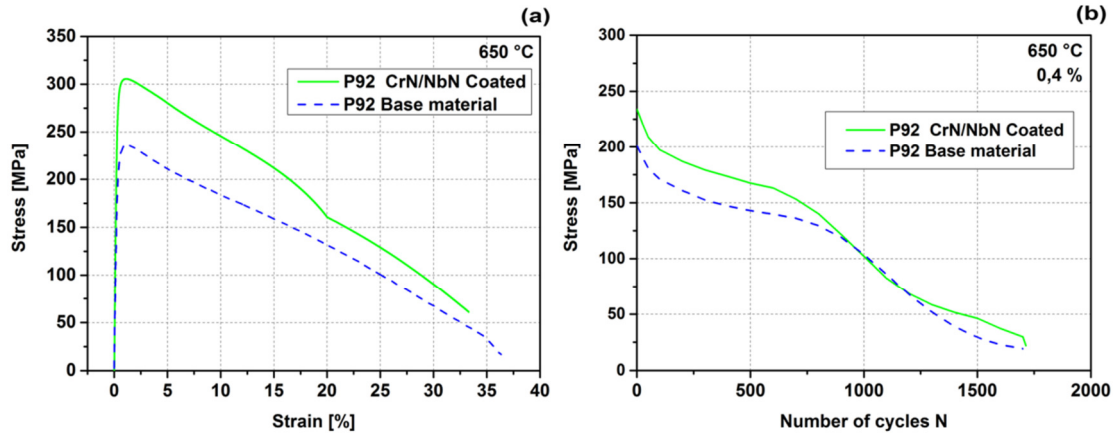 (a)
350
300
250
200
150
100
50
0
Stress [MPa]
650 °C
P92 CrN/NbN Coated
P92 Base material
0 5 10 15 20 25 30 35 40
Strain [%]
(b)
300
250
200
150
100
50
0
Stress [MPa]
650 °C
0,4 %
P92 CrN/NbN Coated
P92 Base material
0 500 1000 1500 2000
Number of cycles N